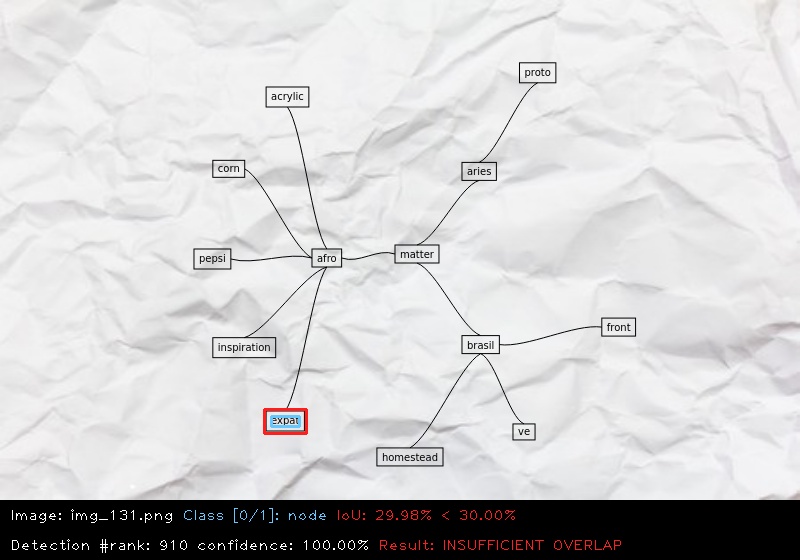 proto
acrylic
corn
aries
pepsi
afro
matter
inspiration
brasil
front
expat
ve
homestead
Image: img_131.png Class [0/1]: node IoU: 29.98% < 30.00%
Detection #rank: 910 confidence: 100.00% Result: INSUFFICIENT OVERLAP